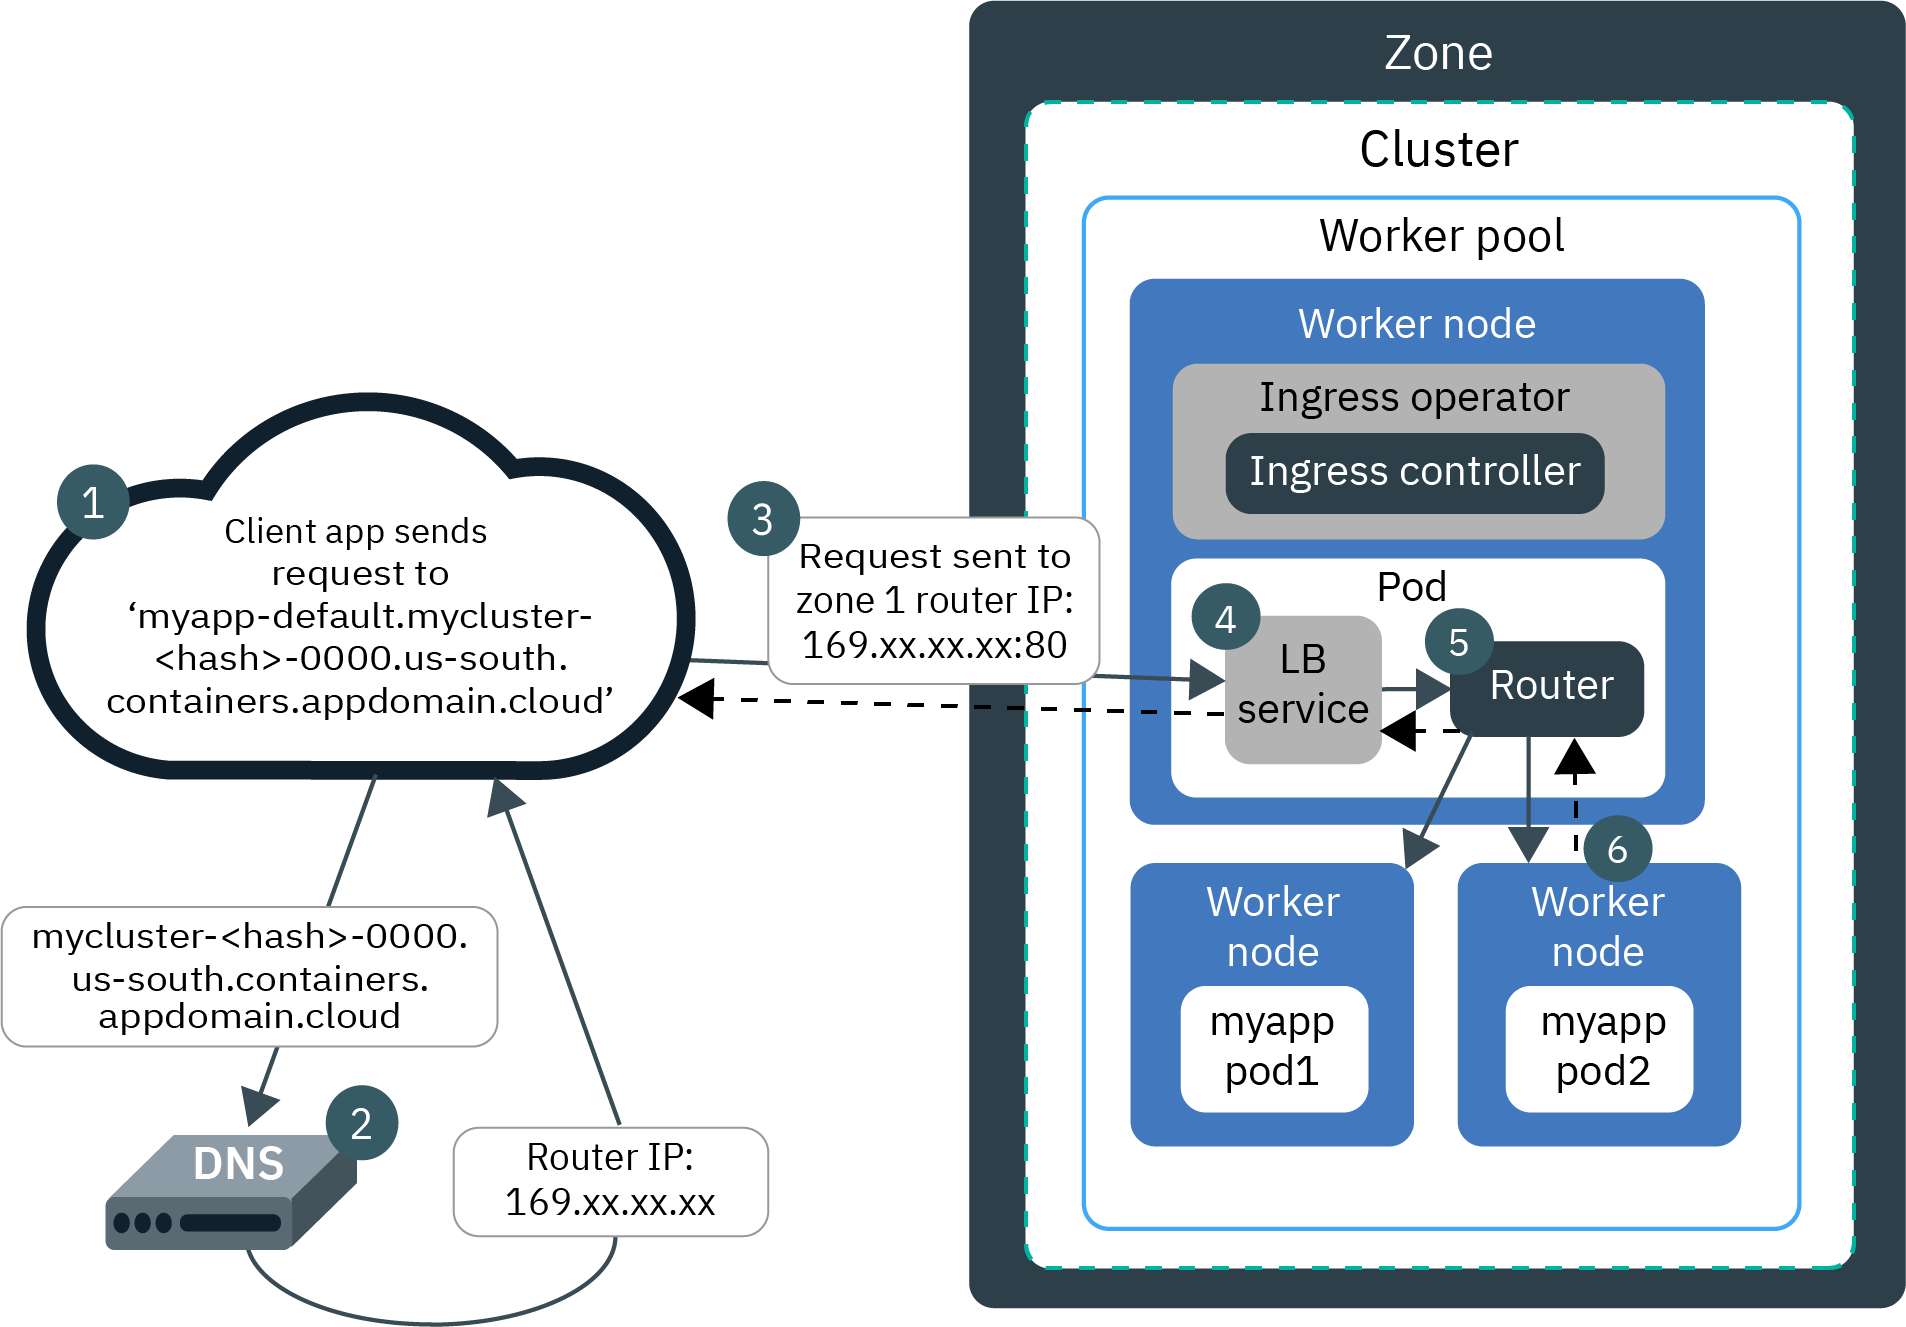 Zone
Cluster
Worker pool
Worker node
Ingress operator
Ingress controller
1
Client app sends
request to
‘myapp-default.mycluster-
<hash>-0000.us-south.
containers.appdomain.cloud’
3
Request sent to
zone 1 router IP:
169.xx.xx.xx:80
Pod
4
LB
service
5
Router
6
Worker
node
myapp
pod1
Worker
node
myapp
pod2
mycluster-<hash>-0000.
us-south.containers.
appdomain.cloud
2
DNS
Router IP:
169.xx.xx.xx